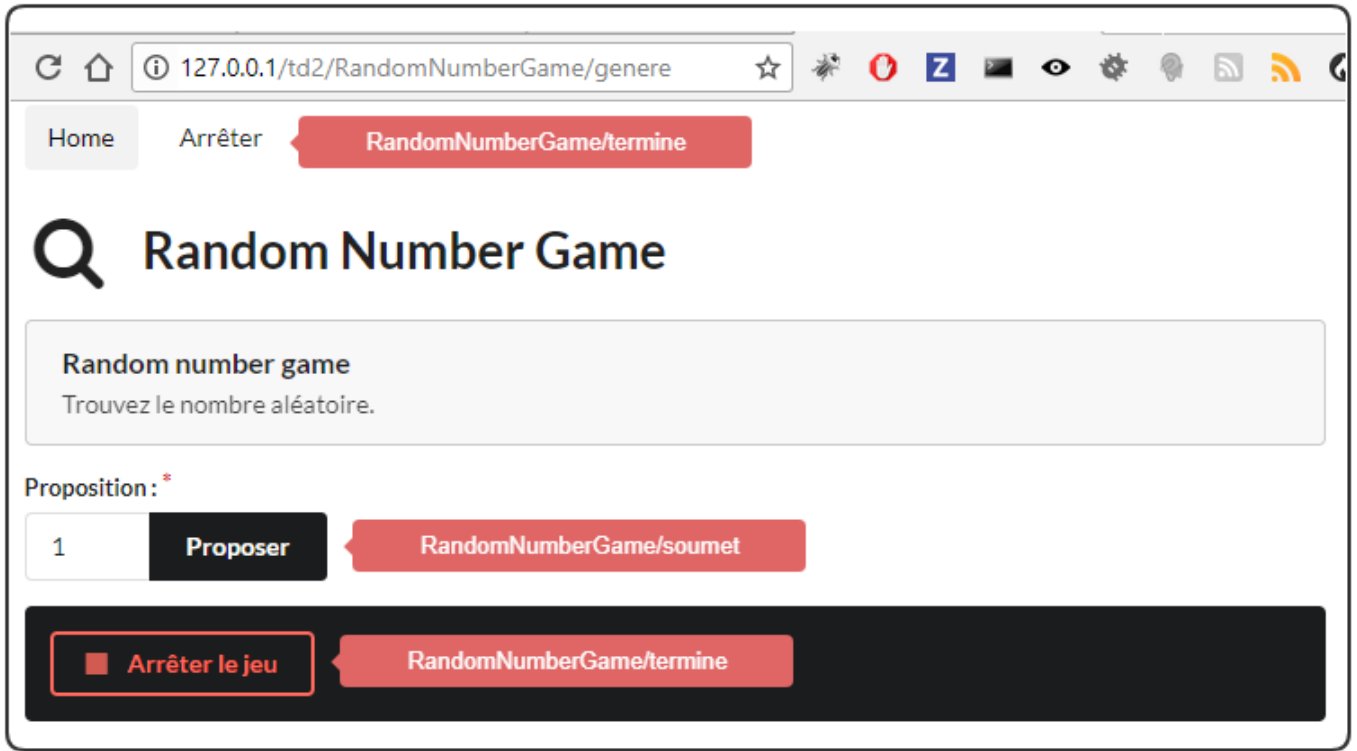 127.0.0.1/td2/RandomNumberGame/genere
Z
Home Arrêter RandomNumberGame/termine
Random Number Game
Random number game
Trouvez le nombre aléatoire.
Proposition : *
1 Proposer RandomNumberGame/soumet
Arrêter le jeu RandomNumberGame/termine